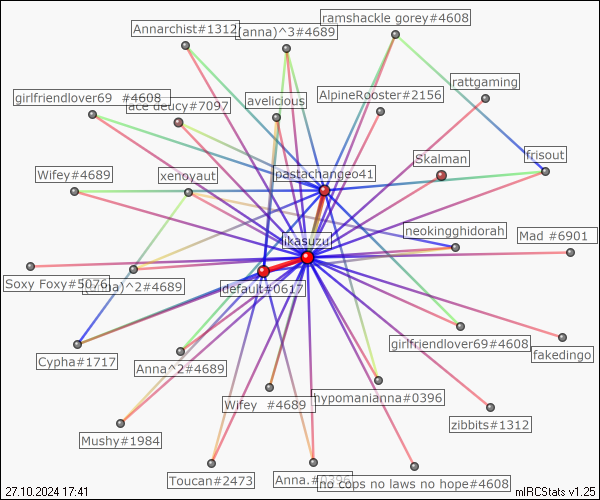 ramshackle gorey#4608
Annarchist#1312
(anna)^3#4689
rattgaming
girlfriendlover69 #4608
ace deucy#7097
avelicious
AlpineRooster#2156
frisout
Skalman
Wifey#4689
xenoyaut
pastachangeo41
neokingghidorah
Mad #6901
ikasuzu
Soxy Foxy#5076
)^2#4689
default#0617
Cypha#1717
Anna^2#4689
girlfriendlover69#4608
fakedingo
Wifey #4689
hypomanianna#0396
zibbits#1312
Mushy#1984
Toucan#2473
Anna.#0396
no cops no laws no hope#4608
27.10.2024 17:41
mIRCStats v1.25